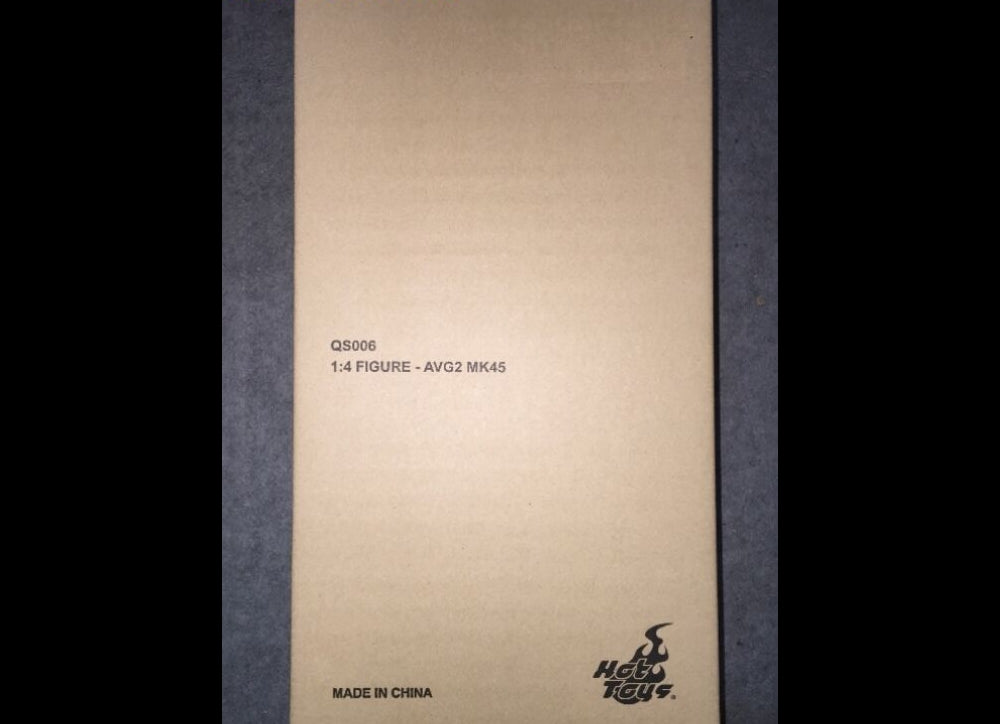 QS006
1:4 FIGURE - AVG2 MK45
MADE IN CHINA
Hot
Toys